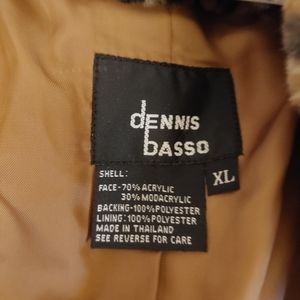 dENNIS
bASSO
XL
SHELL:
FACE-70% ACRYLIC
30% MODACRYLIC
BACKING-100% POLYESTER
LINING: 100% POLYESTER
MADE IN THAILAND
SEE REVERSE FOR CARE